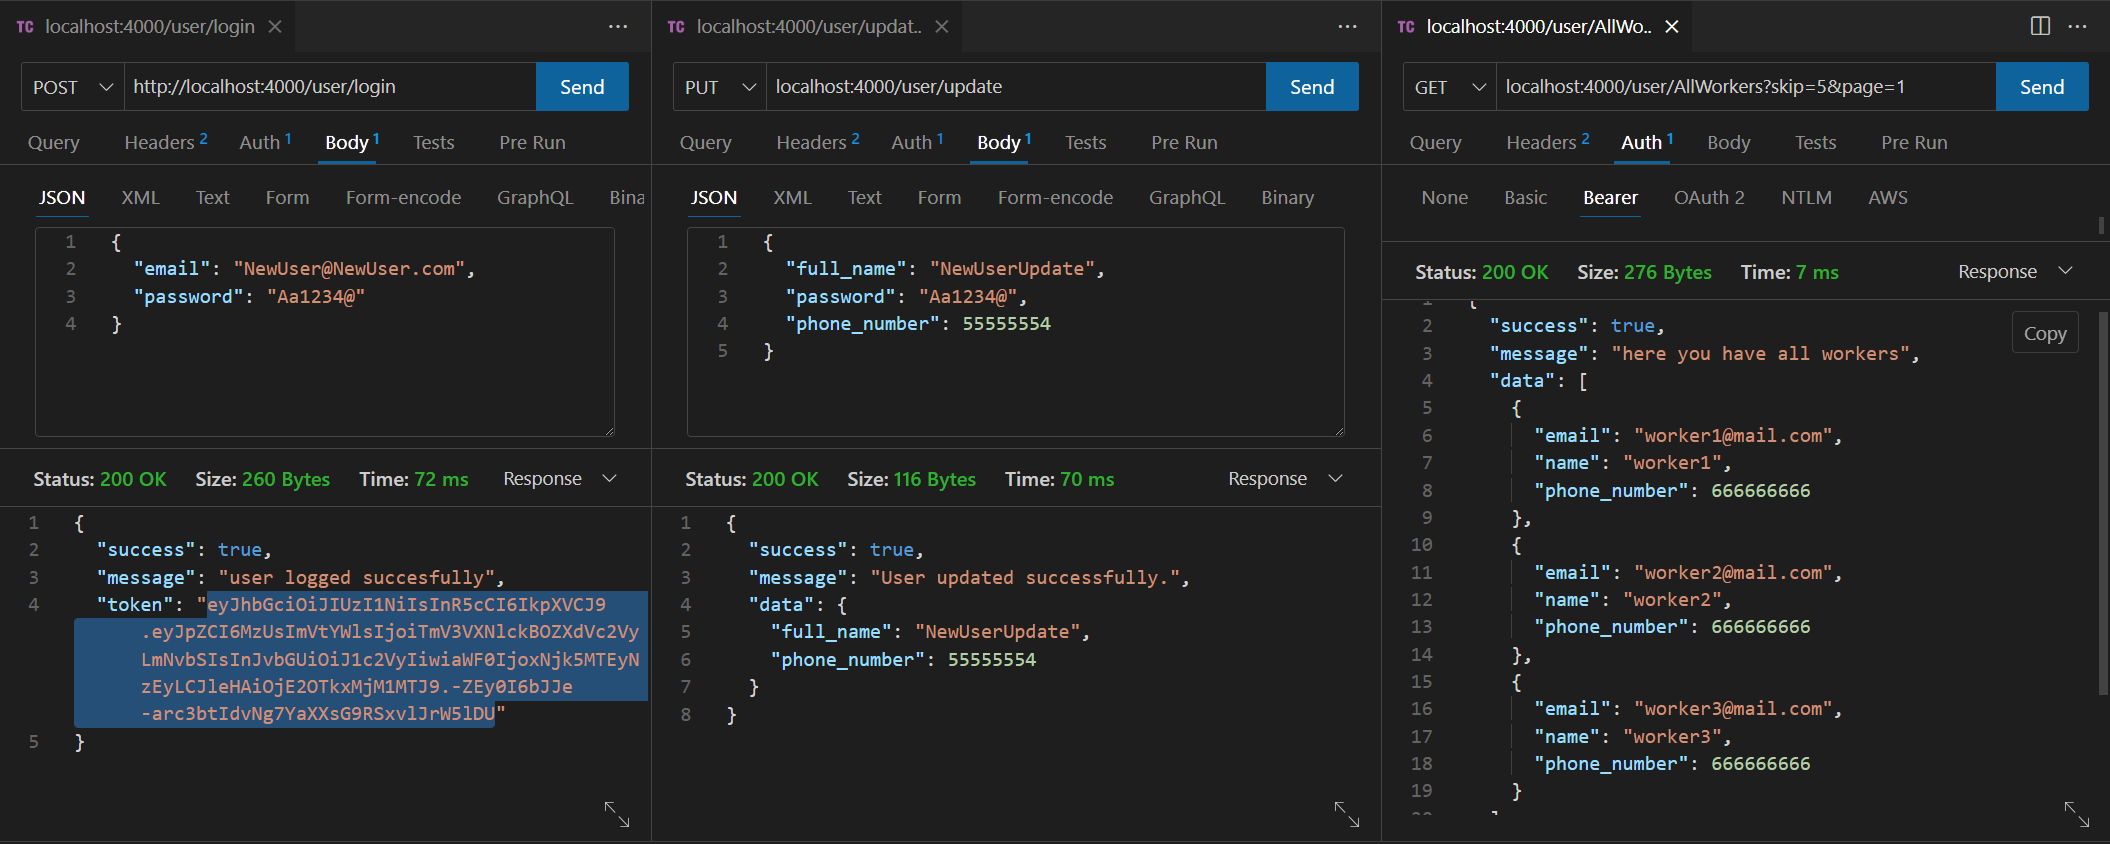 TC localhost:4000/user/login
POST http://localhost:4000/user/login Send
Query Headers 2 Auth 1 Body 1 Tests Pre Run
JSON XML Text Form Form-encode GraphQL Bina
1 {
2 "email": "NewUser@NewUser.com",
3 "password": "Aa1234@"
4 }
Status: 200 OK Size: 260 Bytes Time: 72 ms Response
1 {
2 "success": true,
3 "message": "user logged succesfully",
4 "token": "eyJhbGciOiJIUzI1NiIsInR5cCI6IkpXVCJ9
.eyJpZCI6MzUsImVtYWlsIjoiTmV3VXNlckBOZXdVc2Vy
LmNvbSIsInJvbGUiOiJ1c2VyIiwiaWF0IjoxNjk5MTEyN
zEyLCJleHAiOjE2OTkxMjM1MTJ9.-ZEy0I6bJJe
-arc3btIdvNg7YaXXsG9RSxvlJrW5lDU"
5 }
TC localhost:4000/user/updat..
PUT localhost:4000/user/update Send
Query Headers 2 Auth 1 Body 1 Tests Pre Run
JSON XML Text Form Form-encode GraphQL Binary
1 {
2 "full_name": "NewUserUpdate",
3 "password": "Aa1234@",
4 "phone_number": 55555554
5 }
Status: 200 OK Size: 116 Bytes Time: 70 ms Response
1 {
2 "success": true,
3 "message": "User updated successfully.",
4 "data": {
5 "full_name": "NewUserUpdate",
6 "phone_number": 55555554
7 }
8 }
TC localhost:4000/user/AllWo..
GET localhost:4000/user/AllWorkers?skip=5&page=1 Send
Query Headers 2 Auth 1 Body Tests Pre Run
None Basic Bearer OAuth 2 NTLM AWS
Status: 200 OK Size: 276 Bytes Time: 7 ms Response
1 {
2 "success": true,
Copy
3 "message": "here you have all workers",
4 "data": [
5 {
6 "email": "worker1@mail.com",
7 "name": "worker1",
8 "phone_number": 666666666
9 },
10 {
11 "email": "worker2@mail.com",
12 "name": "worker2",
13 "phone_number": 666666666
14 },
15 {
16 "email": "worker3@mail.com",
17 "name": "worker3",
18 "phone_number": 666666666
19 }
20 ]